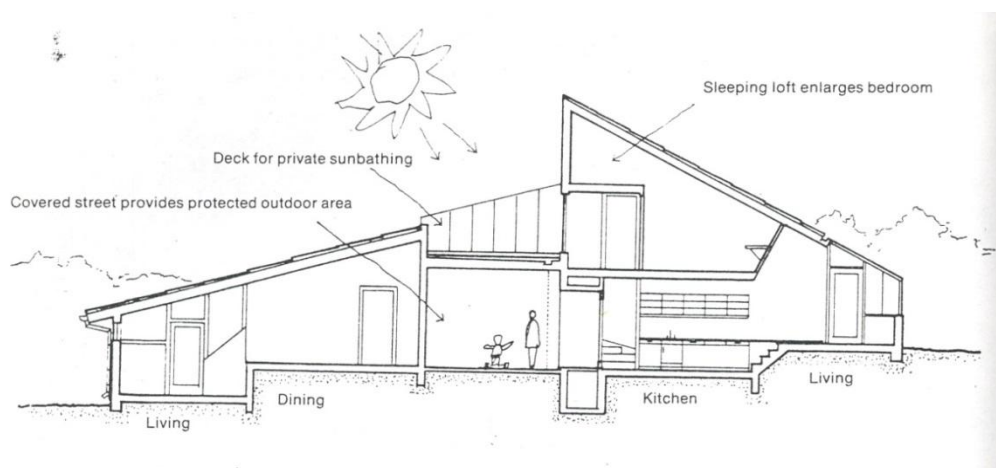 Sleeping loft enlarges bedroom
Deck for private sunbathing
Covered street provides protected outdoor area
Living
Dining
Kitchen
Living